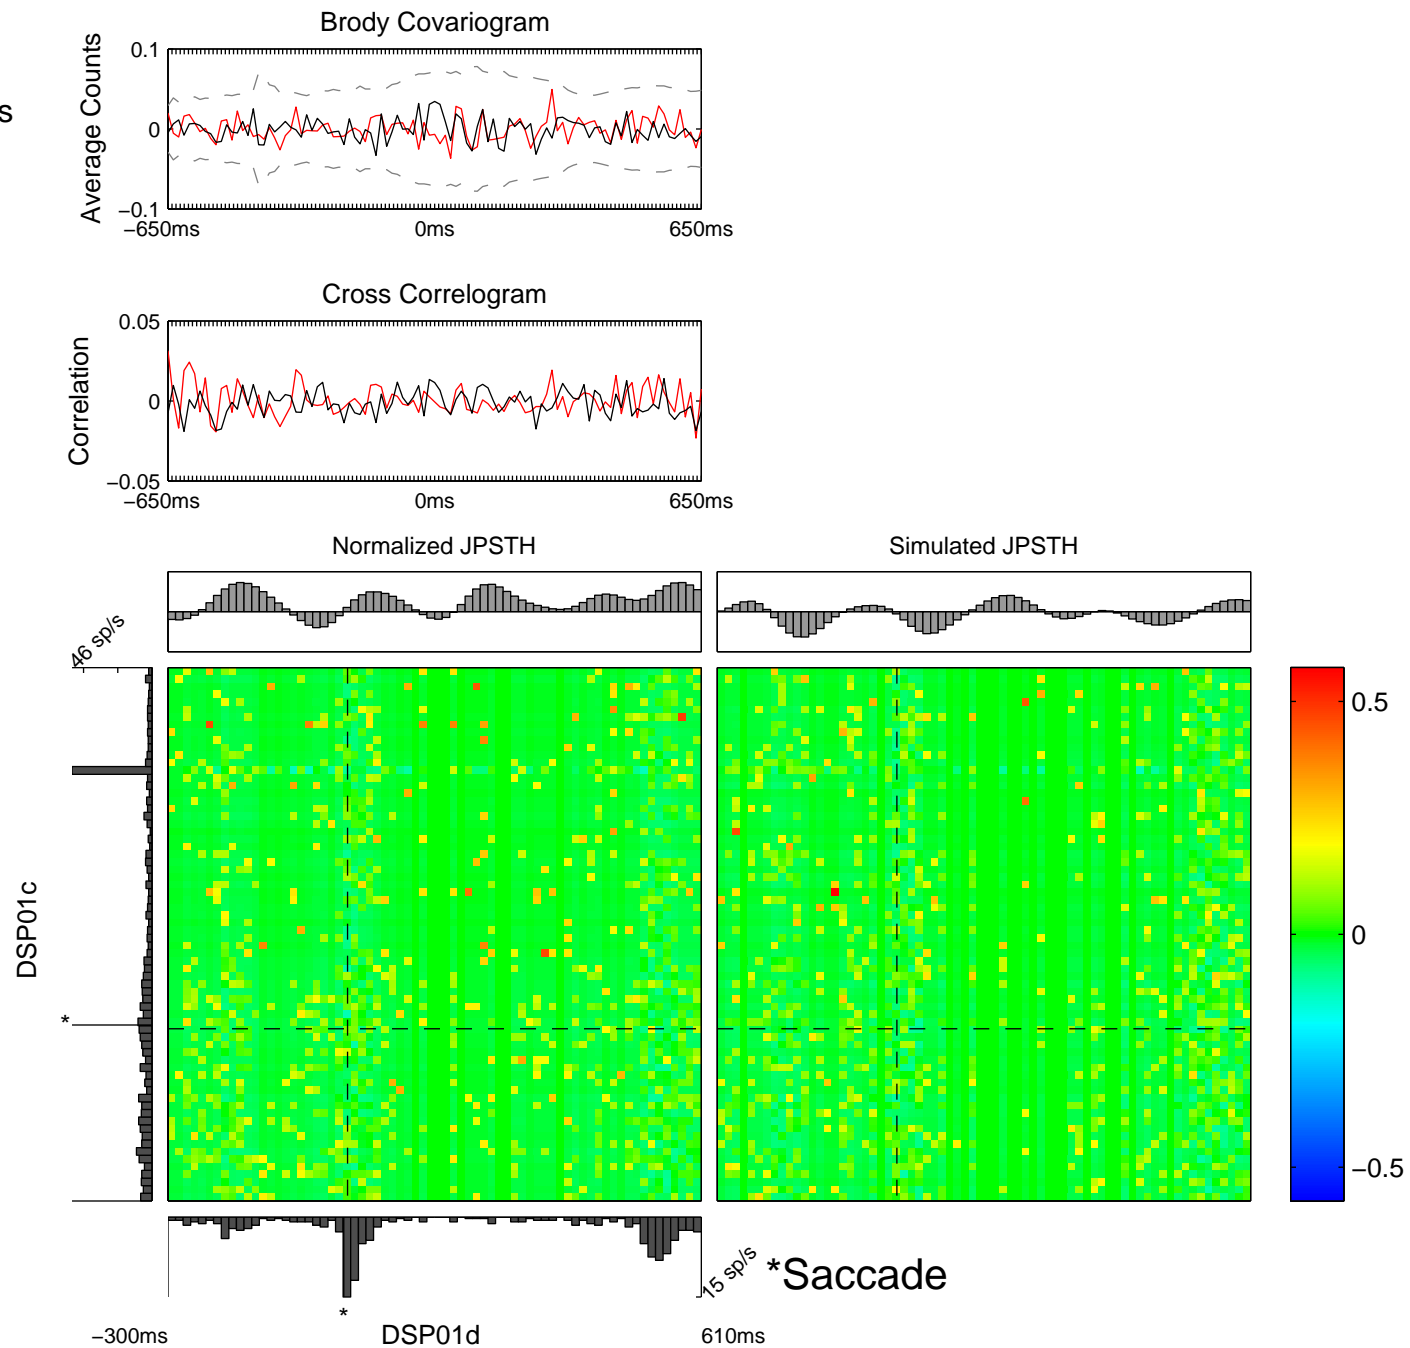 Brody Covariogram
s
Average Counts
0.1
0
−0.1
−650ms
0ms
650ms
Cross Correlogram
Correlation
0.05
0
−0.05
−650ms
0ms
650ms
Normalized JPSTH
Simulated JPSTH
46 sp/s
DSP01c
*
0.5
0
−0.5
15 sp/s
*Saccade
*
−300ms
DSP01d
610ms